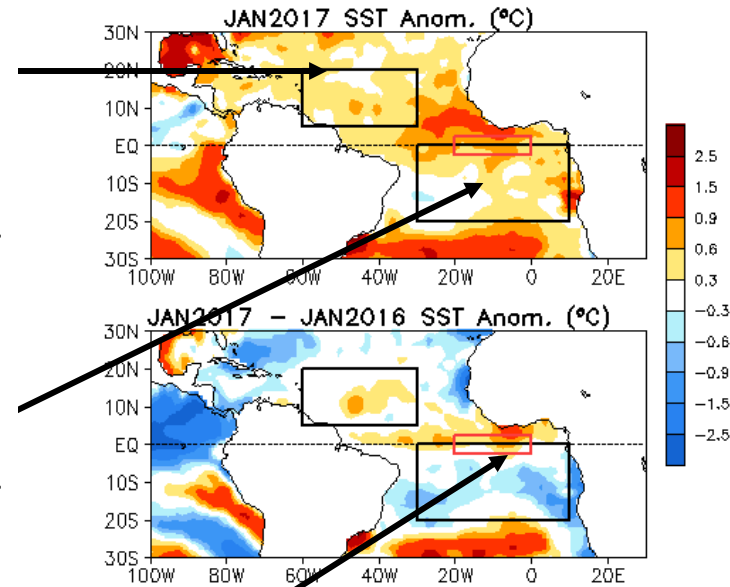 JAN2017 SST Anom. (°C)
30N
20N
10N
EQ
10S
20S
30S
100W 80W 60W 40W 20W 0 20E
2.5
1.5
0.9
0.6
0.3
-0.3
-0.6
-0.9
-1.5
-2.5
JAN2017 - JAN2016 SST Anom. (°C)
30N
20N
10N
EQ
10S
20S
30S
100W 80W 60W 40W 20W 0 20E